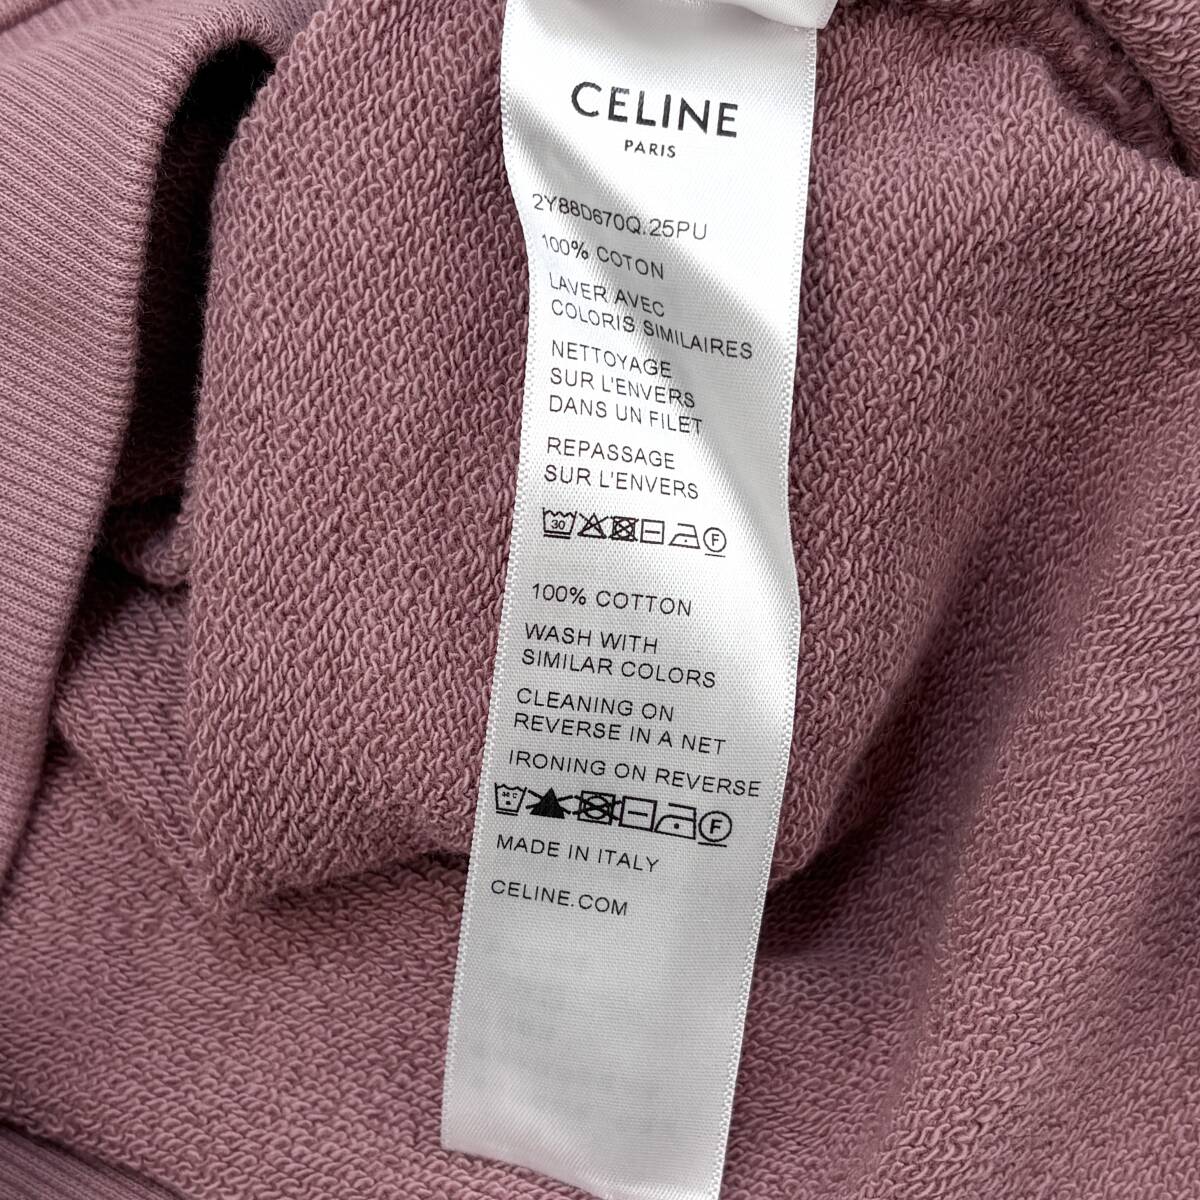 CELINE
PARIS
2Y88D670Q.25PU
100% COTON
LAVER AVEC
COLORIS SIMILAIRES
NETTOYAGE
SUR L'ENVERS
DANS UN FILET
REPASSAGE
SUR L'ENVERS
30
F
100% COTTON
WASH WITH
SIMILAR COLORS
CLEANING ON
REVERSE IN A NET
IRONING ON REVERSE
F
MADE IN ITALY
CELINE.COM